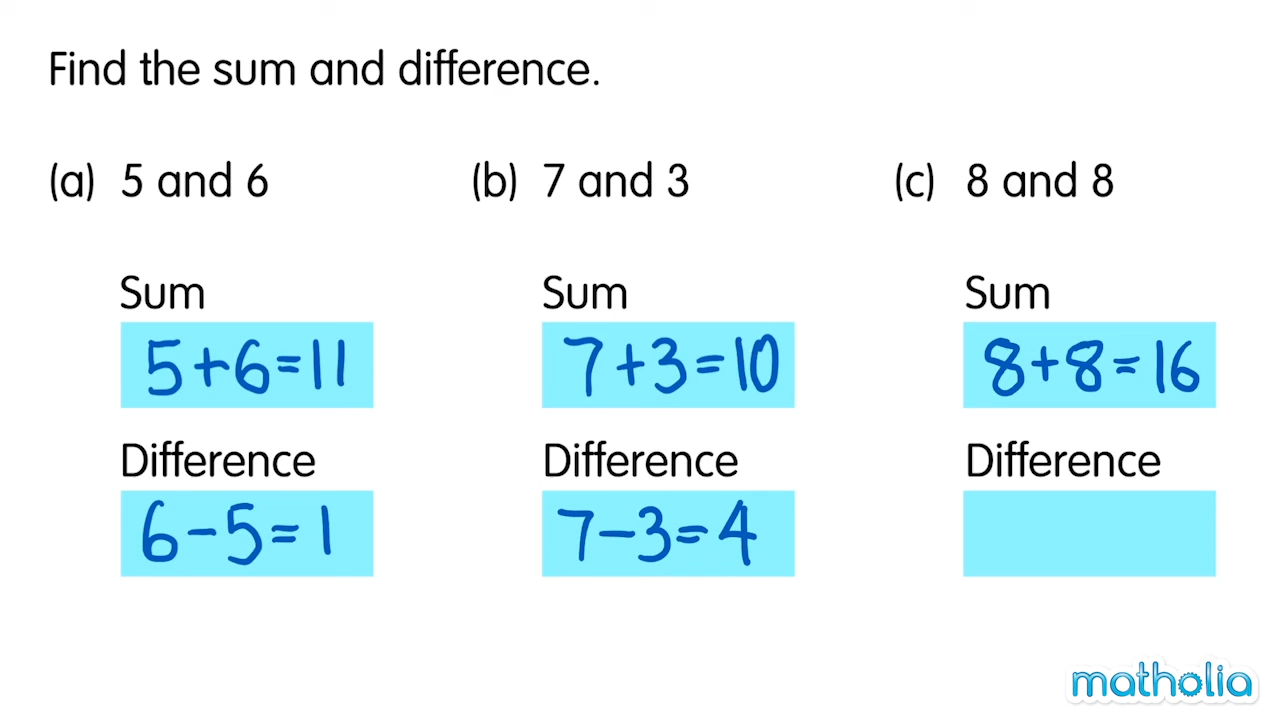 Find the sum and difference.
(a) 5 and 6
Sum
5+6=11
Difference
6-5=1
(b) 7 and 3
Sum
7+3=10
Difference
7-3=4
(c) 8 and 8
Sum
8+8=16
Difference
matholia